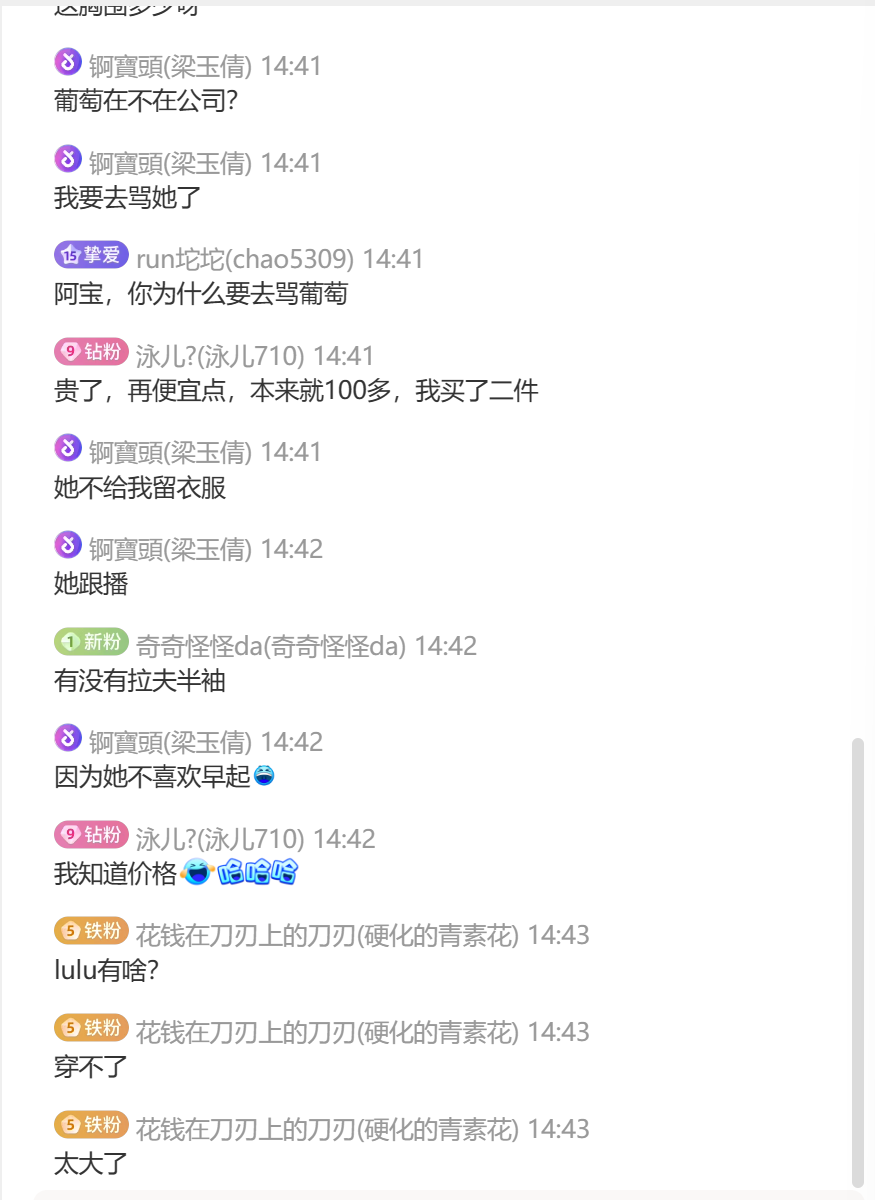 这胸围多少呀
锕寶頭(梁玉倩) 14:41
葡萄在不在公司？
锕寶頭(梁玉倩) 14:41
我要去骂她了
15 挚爱 run坨坨(chao5309) 14:41
阿宝，你为什么要去骂葡萄
9 钻粉 泳儿?(泳儿710) 14:41
贵了，再便宜点，本来就100多，我买了二件
锕寶頭(梁玉倩) 14:41
她不给我留衣服
锕寶頭(梁玉倩) 14:42
她跟播
1 新粉 奇奇怪怪da(奇奇怪怪da) 14:42
有没有拉夫半袖
锕寶頭(梁玉倩) 14:42
因为她不喜欢早起
9 钻粉 泳儿?(泳儿710) 14:42
我知道价格 哈哈哈
5 铁粉 花钱在刀刃上的刀刃(硬化的青素花) 14:43
lulu有啥？
5 铁粉 花钱在刀刃上的刀刃(硬化的青素花) 14:43
穿不了
5 铁粉 花钱在刀刃上的刀刃(硬化的青素花) 14:43
太大了